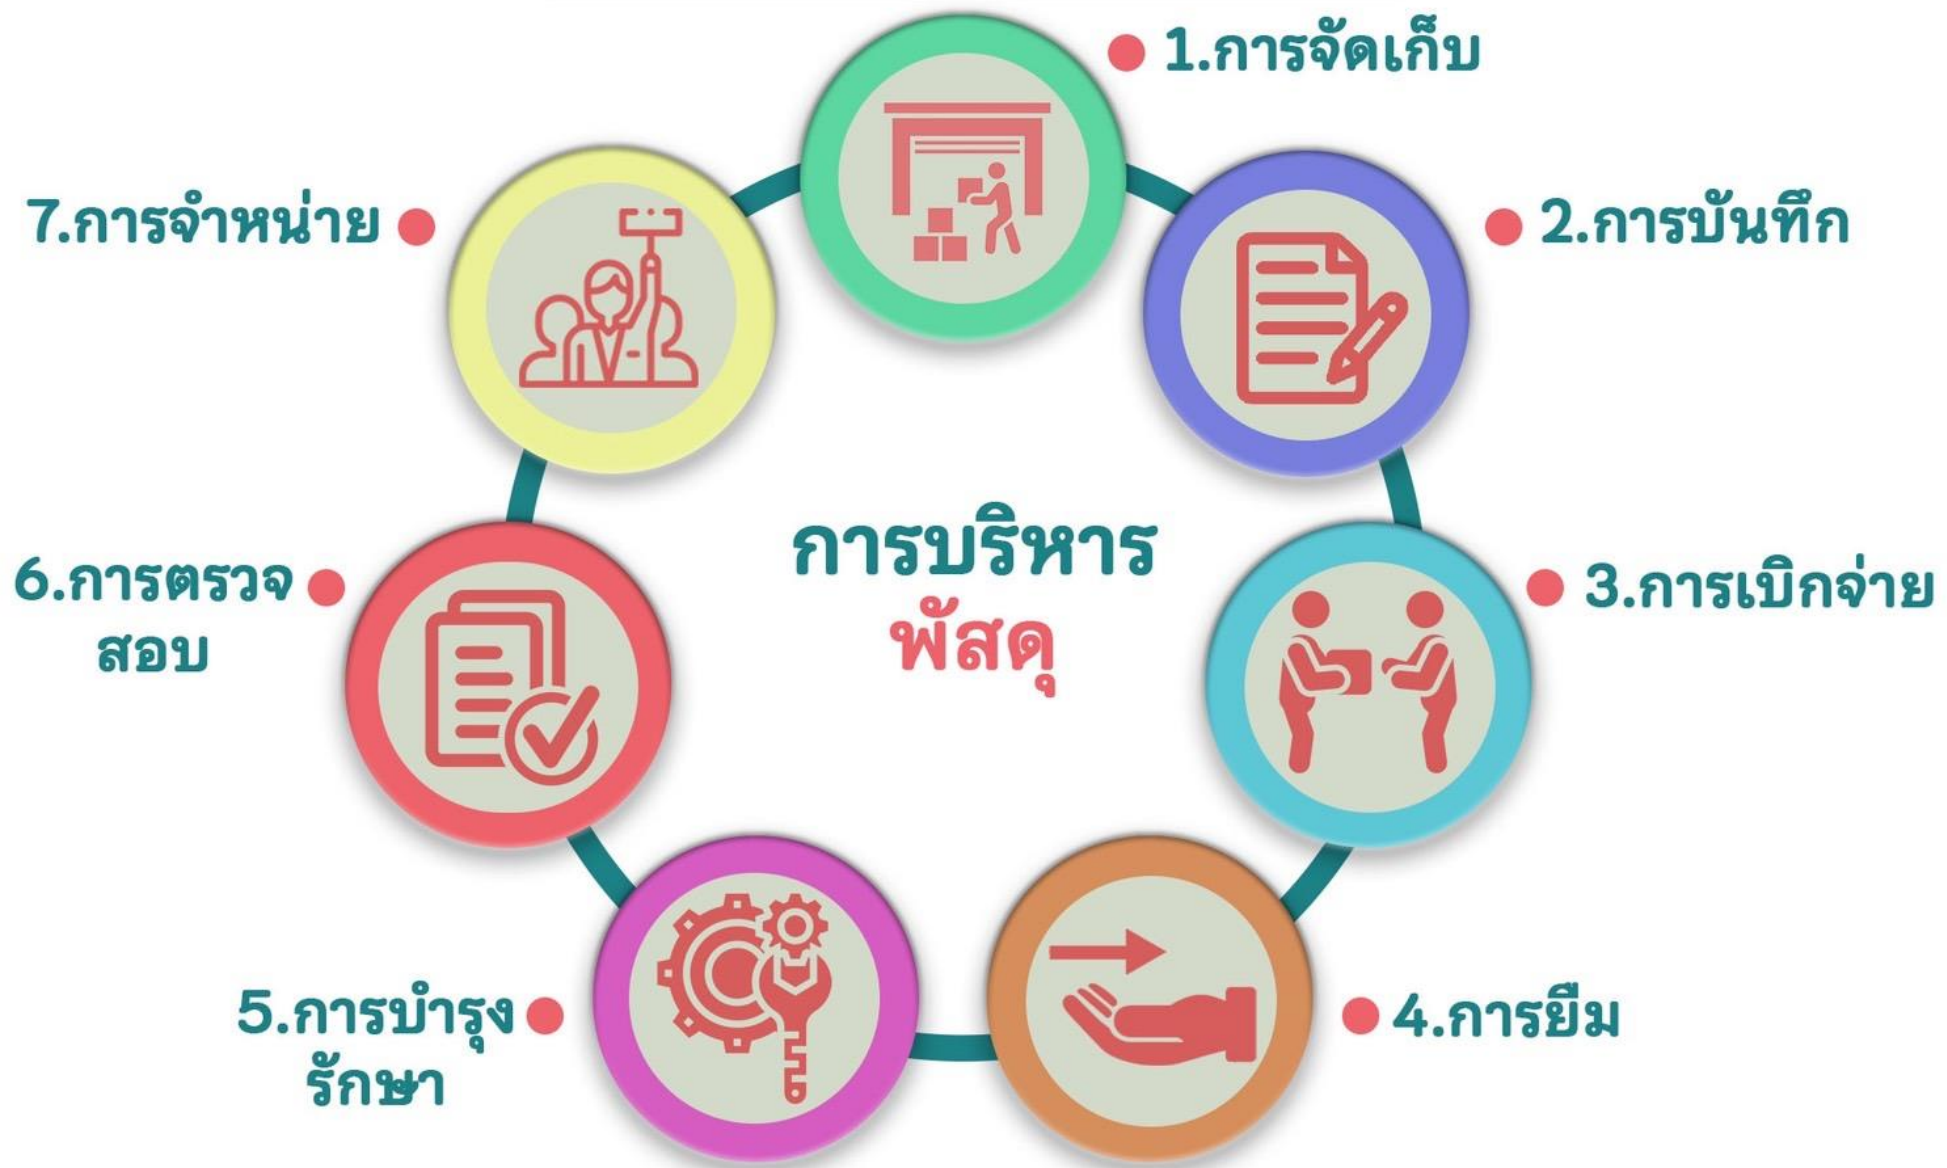 การบริหาร
พัสดุ
1.การจัดเก็บ
2.การบันทึก
3.การเบิกจ่าย
4.การยืม
5.การบำรุง
รักษา
6.การตรวจ
สอบ
7.การจำหน่าย